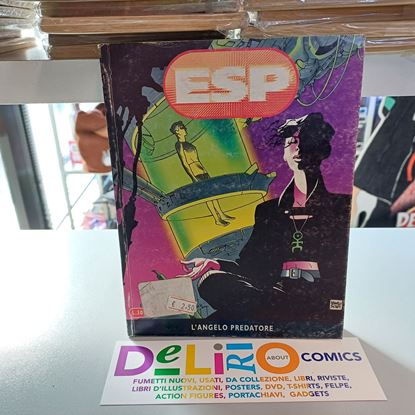 ESP
€ 2,50
L'ANGELO PREDATORE
DELIRIO ABOUT COMICS
FUMETTI NUOVI, USATI, DA COLLEZIONE, LIBRI, RIVISTE,
LIBRI D'ILLUSTRAZIONI, POSTERS, DVD, T-SHIRTS, FELPE,
ACTION FIGURES, PORTACHIAVI, GADGETS